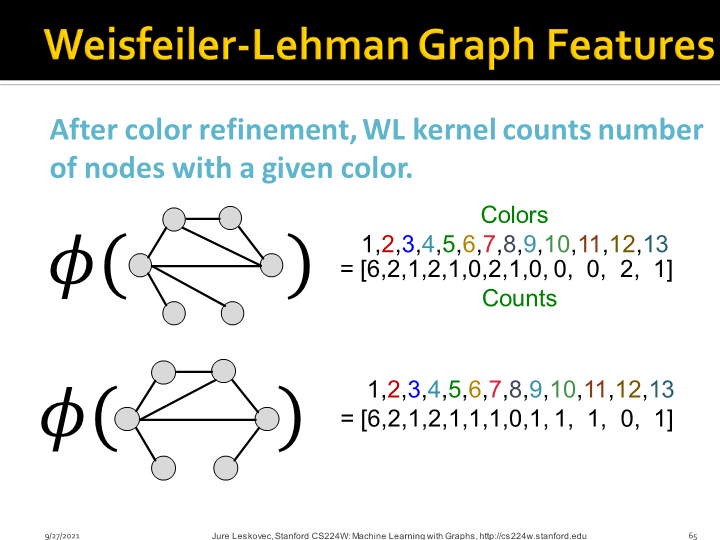 Weisfeiler-Lehman Graph Features
After color refinement, WL kernel counts number
of nodes with a given color.
ϕ( )
Colors
1,2,3,4,5,6,7,8,9,10,11,12,13
= [6,2,1,2,1,0,2,1,0, 0, 0, 2, 1]
Counts
ϕ( )
1,2,3,4,5,6,7,8,9,10,11,12,13
= [6,2,1,2,1,1,1,0,1, 1, 1, 0, 1]
9/27/2021 Jure Leskovec, Stanford CS224W: Machine Learning with Graphs, http://cs224w.stanford.edu 65